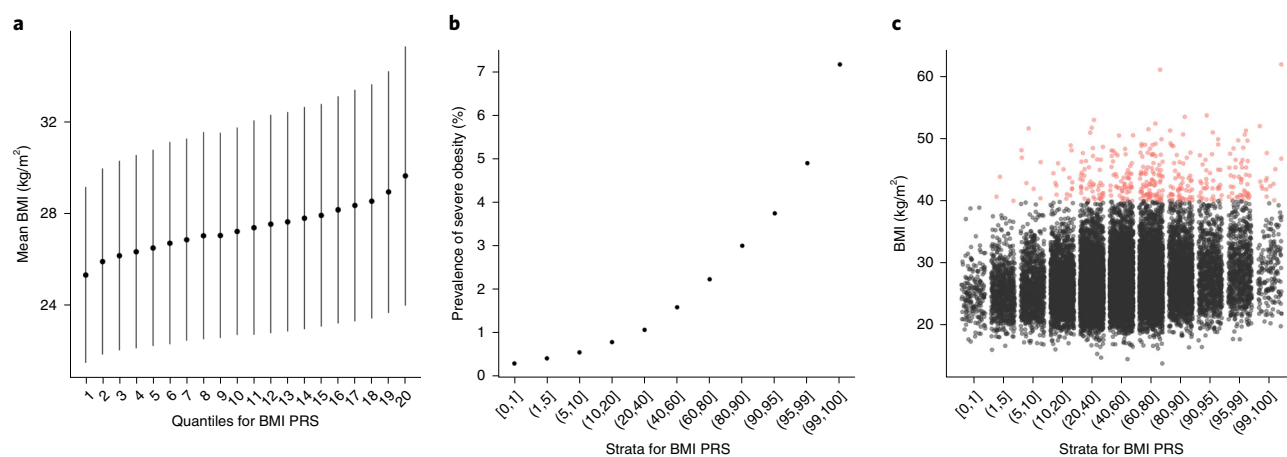 a
Mean BMI (kg/m²)
32
28
24
1 2 3 4 5 6 7 8 9 10 11 12 13 14 15 16 17 18 19 20
Quantiles for BMI PRS
b
Prevalence of severe obesity (%)
7
6
5
4
3
2
1
0
[0,1] (1,5] (5,10] (10,20] (20,40] (40,60] (60,80] (80,90] (90,95] (95,99] (99,100]
Strata for BMI PRS
c
BMI (kg/m²)
60
50
40
30
20
[0,1] (1,5] (5,10] (10,20] (20,40] (40,60] (60,80] (80,90] (90,95] (95,99] (99,100]
Strata for BMI PRS